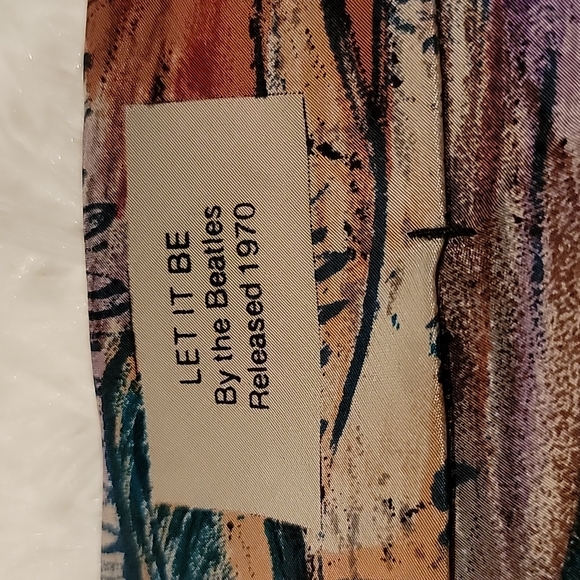 LET IT BE
By the Beatles
Released 1970